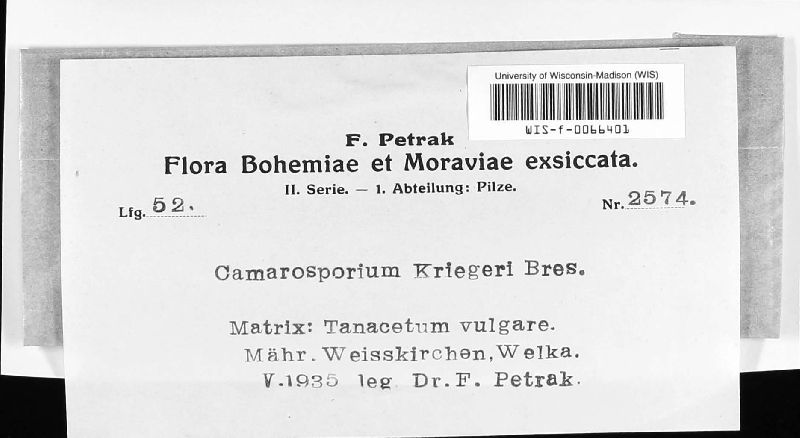 University of Wisconsin-Madison (WIS)
WIS-f-0066401
F. Petrak
Flora Bohemiae et Moraviae exsiccata.
II. Serie. — 1. Abteilung: Pilze.
Lfg. 52.
Nr. 2574.
Camarosporium Kriegeri Bres.
Matrix: Tanacetum vulgare.
Mähr. Weisskirchen, Welka.
V.1935 leg. Dr. F. Petrak.